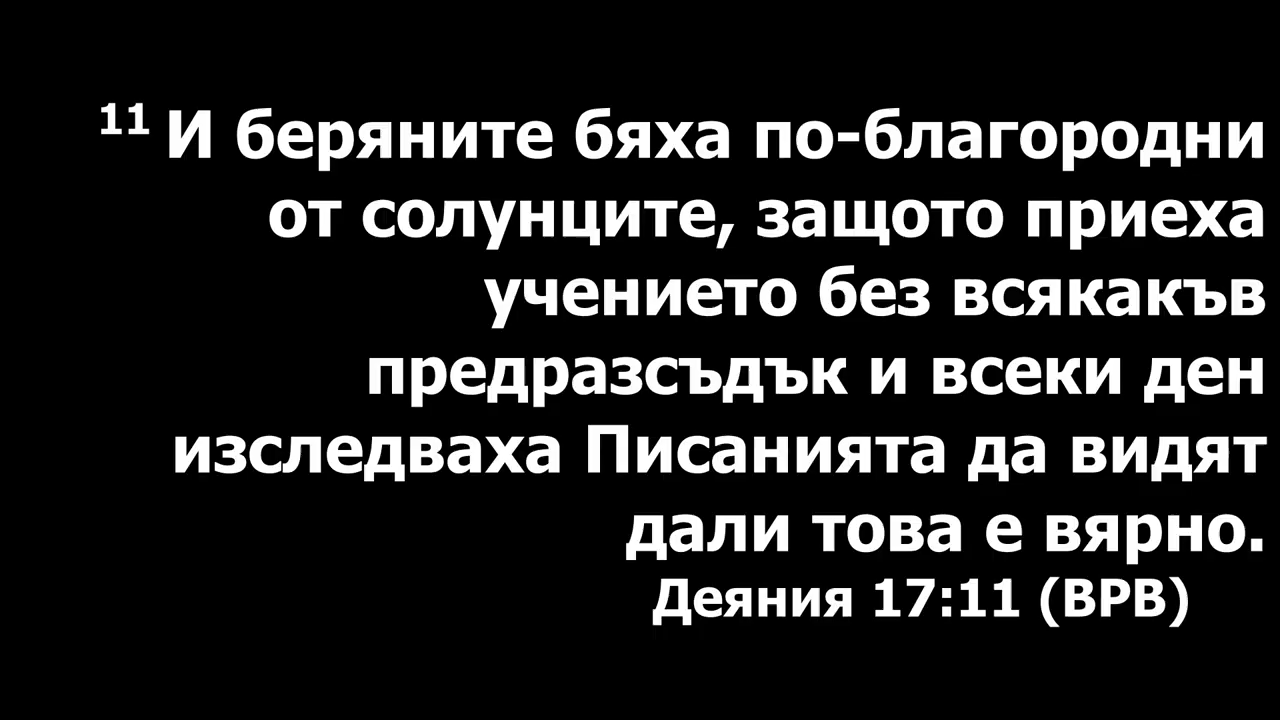 11 И беряните бяха по-благородни
от солунците, защото приеха
учението без всякакъв
предразсъдък и всеки ден
изследваха Писанията да видят
дали това е вярно.
Деяния 17:11 (ВРВ)